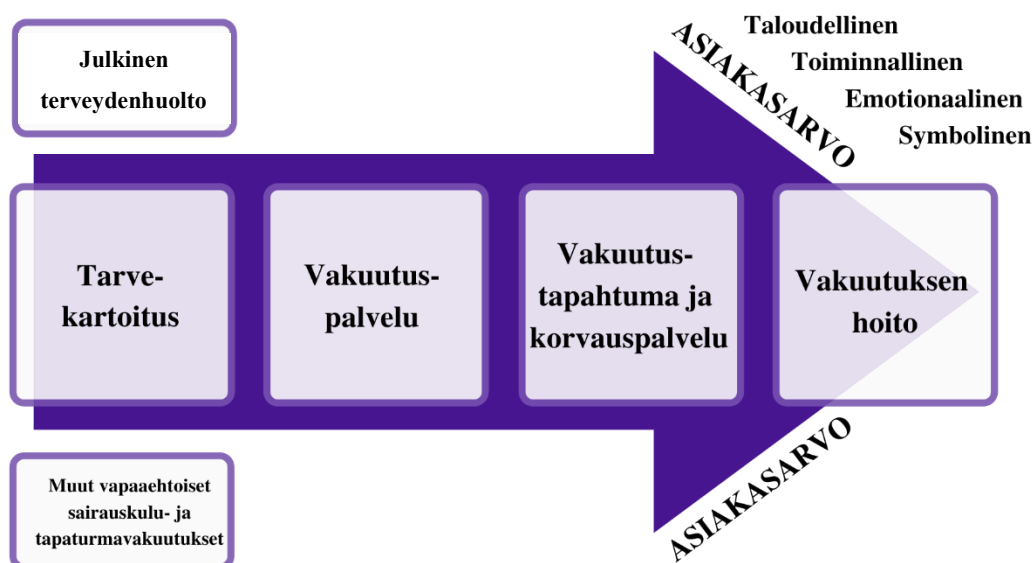 Julkinen
terveydenhuolto
Taloudellinen
Toiminnallinen
Emotionaalinen
Symbolinen
ASIAKASARVO
Tarve-
kartoitus
Vakuutus-
palvelu
Vakuutus-
tapahtuma ja
korvauspalvelu
Vakuutuksen
hoito
Muut vapaaehtoiset
sairauskulu- ja
tapaturmavakuutukset
ASIAKASARVO